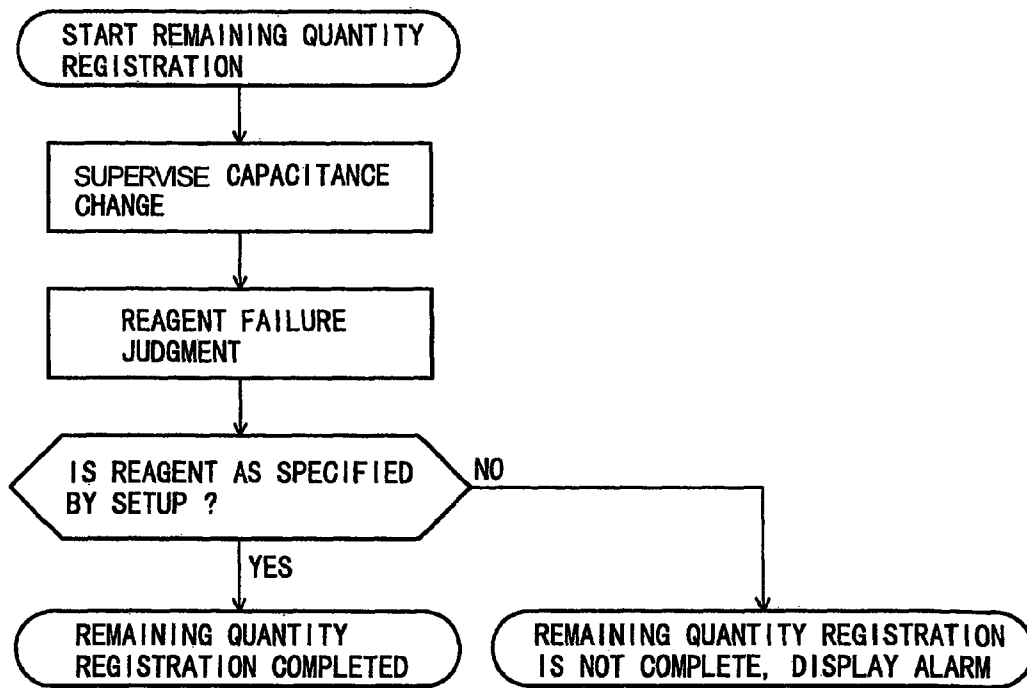 START REMAINING QUANTITY
REGISTRATION
SUPERVISE CAPACITANCE
CHANGE
REAGENT FAILURE
JUDGMENT
IS REAGENT AS SPECIFIED
BY SETUP ?
NO
YES
REMAINING QUANTITY
REGISTRATION COMPLETED
REMAINING QUANTITY REGISTRATION
IS NOT COMPLETE, DISPLAY ALARM